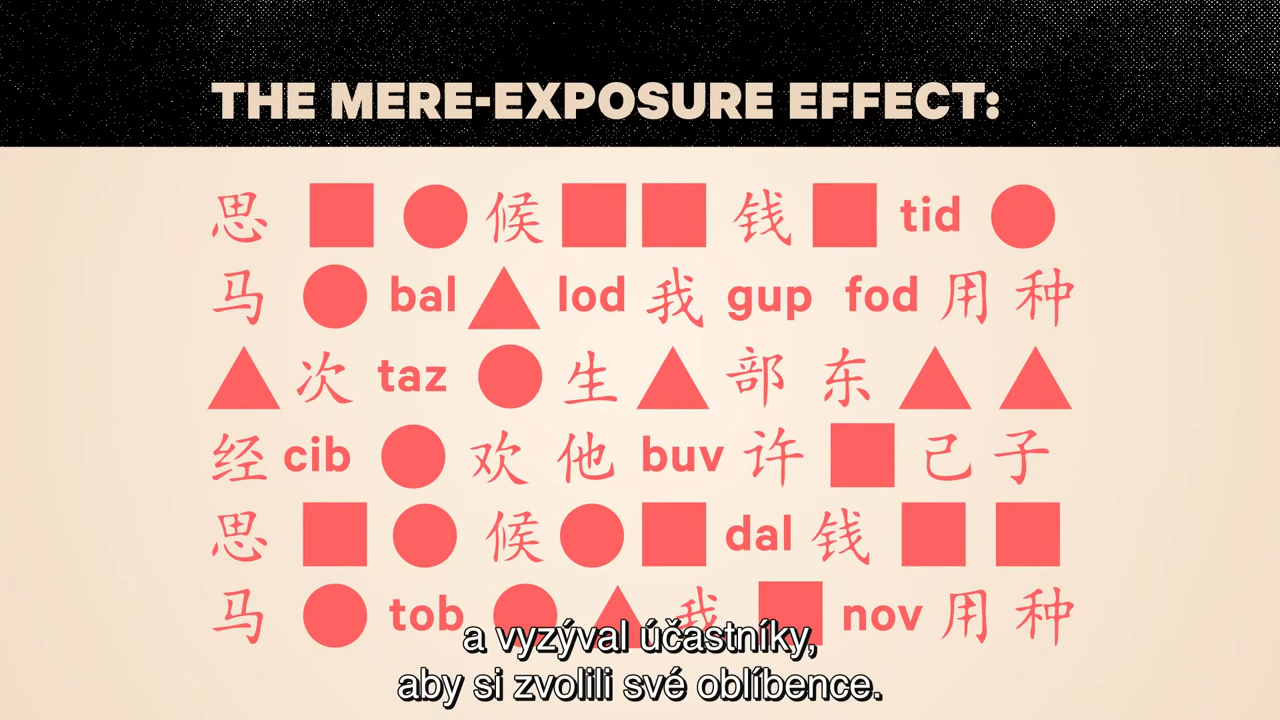 THE MERE-EXPOSURE EFFECT:
思 候 钱 tid
马 bal lod 我 gup fod 用 种
次 taz 生 部 东
经 cib 欢 他 buv 许 己 子
思 候 dal 钱
马 tob 我 nov 用 种
a vyzýval účastníky,
aby si zvolili své oblíbence.